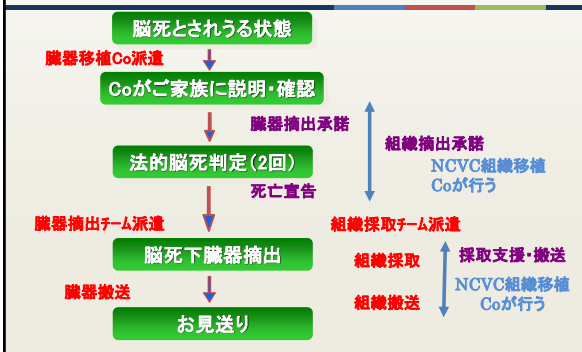 脳死とされうる状態
臓器移植Co派遣
Coがご家族に説明・確認
臓器摘出承諾
組織摘出承諾
NCVC組織移植
Coが行う
法的脳死判定(2回)
死亡宣告
臓器摘出チーム派遣
組織採取チーム派遣
脳死下臓器摘出
組織採取
採取支援・搬送
NCVC組織移植
Coが行う
臓器搬送
組織搬送
お見送り